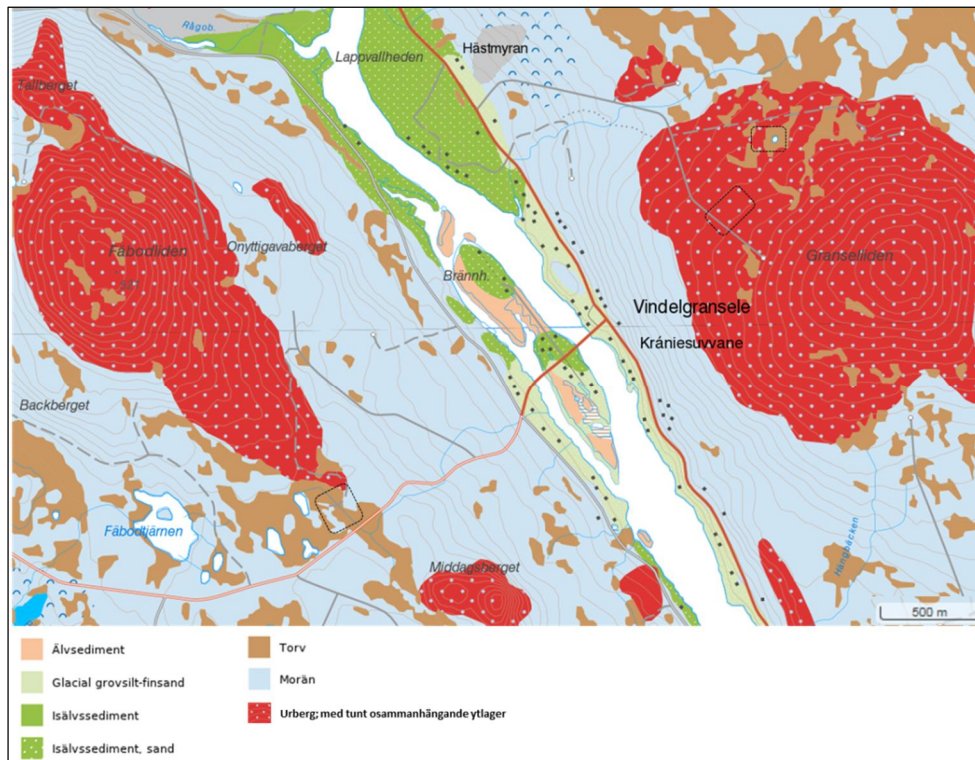 Rågob.
Lappvallheden
Hästmyran
Tallberget
Fäbodliden
Onyttigavaberget
Brännh.
Granseliden
Vindelgransele
Kråniesuvvane
Backberget
Fäbodtjärnen
Middagsberget
500 m
Älvsediment
Glacial grovsilt-finsand
Isälvssediment
Isälvssediment, sand
Torv
Morän
Urberg; med tunt osammanhängande ytlager